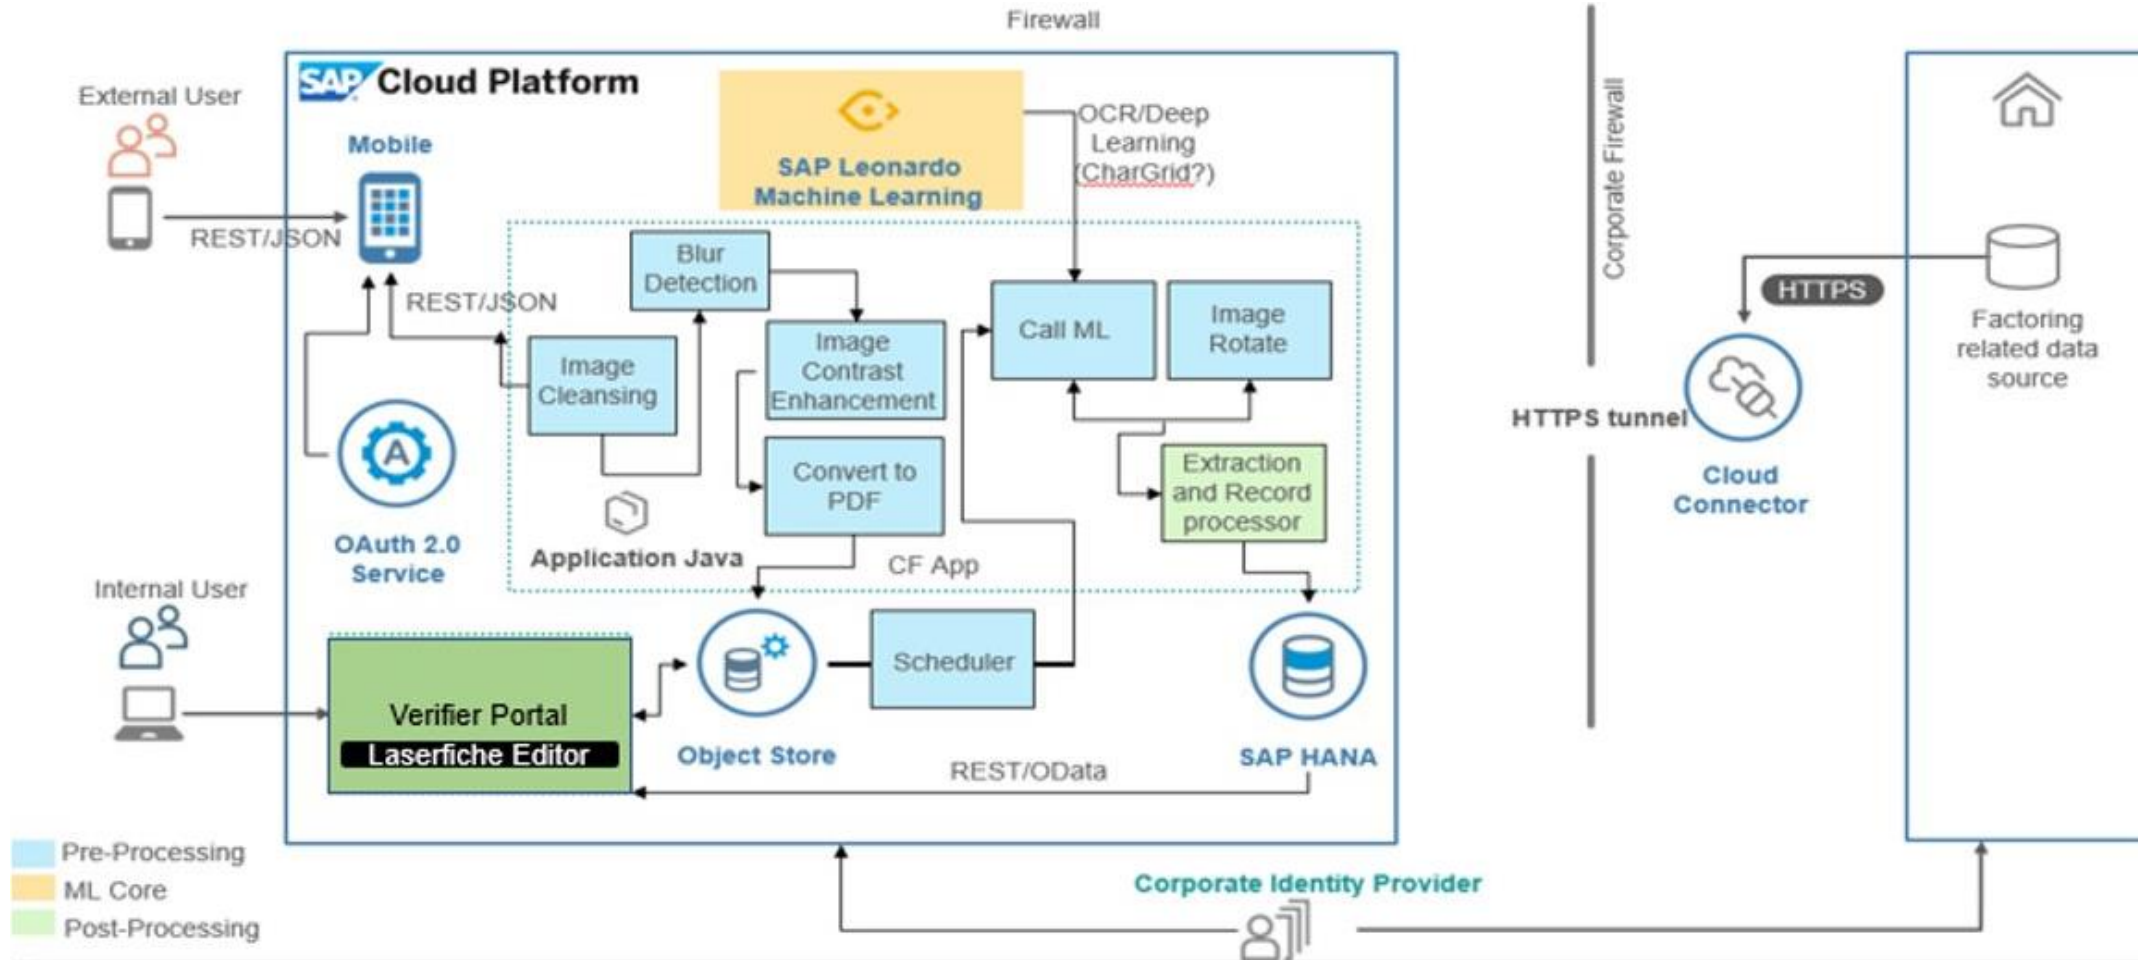 Firewall
SAP Cloud Platform
External User
Mobile
REST/JSON
SAP Leonardo
Machine Learning
OCR/Deep
Learning
(CharGrid?)
Corporate Firewall
REST/JSON
Blur
Detection
Image
Cleansing
Image
Contrast
Enhancement
Convert to
PDF
Call ML
Image
Rotate
Extraction
and Record
processor
Application Java
CF App
A
OAuth 2.0
Service
HTTPS
Factoring
related data
source
HTTPS tunnel
Cloud
Connector
Internal User
Verifier Portal
Laserfiche Editor
Object Store
Scheduler
SAP HANA
REST/OData
Pre-Processing
ML Core
Post-Processing
Corporate Identity Provider